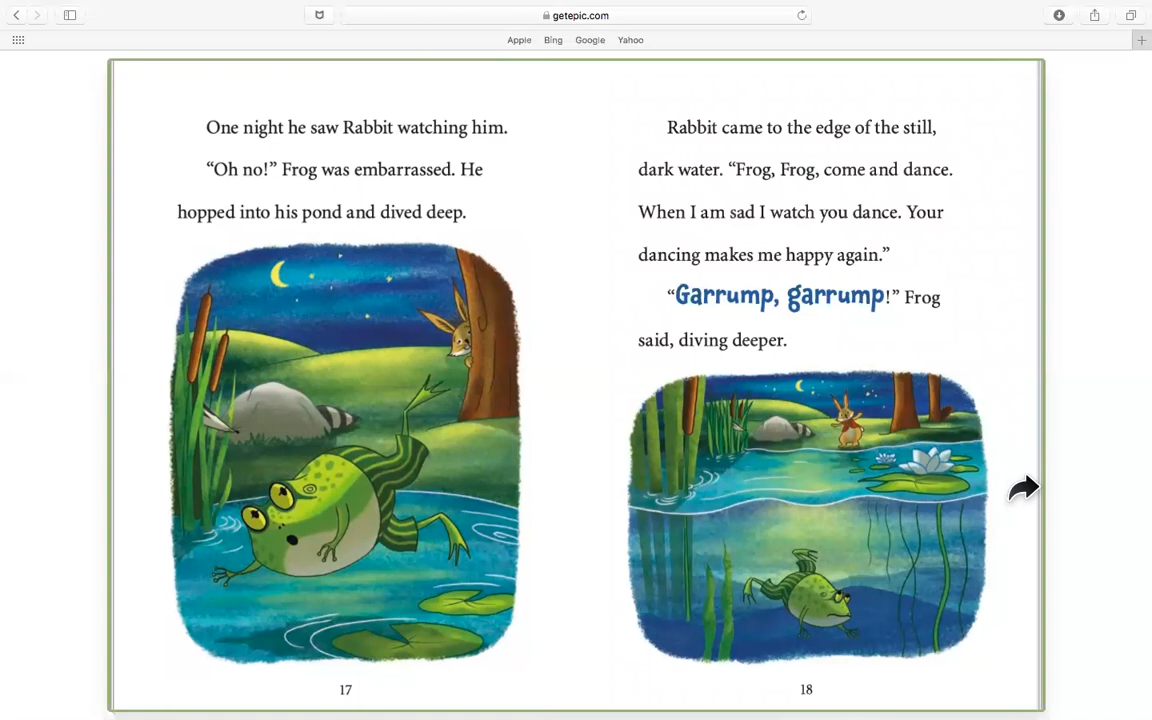 getepic.com
Apple Bing Google Yahoo
One night he saw Rabbit watching him.
“Oh no!” Frog was embarrassed. He
hopped into his pond and dived deep.
17
Rabbit came to the edge of the still,
dark water. “Frog, Frog, come and dance.
When I am sad I watch you dance. Your
dancing makes me happy again.”
“Garrump, garrump!” Frog
said, diving deeper.
18